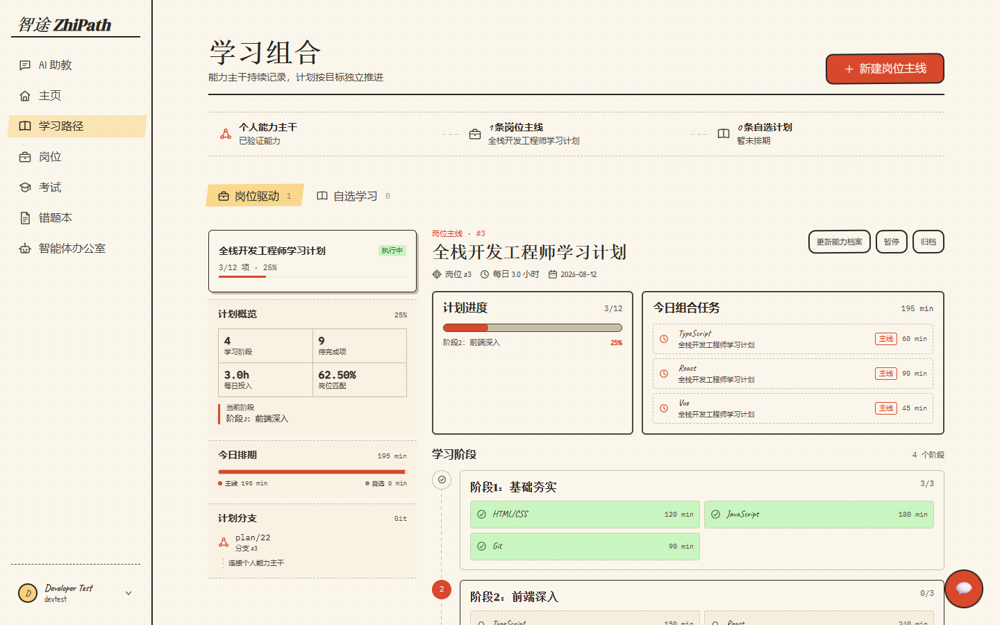 智途 ZhiPath
AI 助教
主页
学习路径
岗位
考试
错题本
智能体办公室
Developer Test
devtest
学习组合
能力主干持续记录，计划按目标独立推进
+ 新建岗位主线
个人能力主干
已验证能力
1条岗位主线
全栈开发工程师学习计划
0条自选计划
暂未排期
岗位驱动 1
自选学习 0
全栈开发工程师学习计划 执行中
3/12 项 · 25%
计划概览 25%
4
学习阶段
9
待完成项
3.0h
每日投入
62.50%
岗位匹配
当前阶段
阶段2：前端深入
今日排期 195 min
主线 195 min
自选 0 min
计划分支 Git
plan/22
分支 #3
连接个人能力主干
岗位主线 · #3
全栈开发工程师学习计划
岗位 #3 每日 3.0 小时 2026-08-12
更新能力档案
暂停
归档
计划进度 3/12
阶段2：前端深入 25%
今日组合任务 195 min
TypeScript
全栈开发工程师学习计划
主线 60 min
React
全栈开发工程师学习计划
主线 90 min
Vue
全栈开发工程师学习计划
主线 45 min
学习阶段 4 个阶段
阶段1：基础夯实 3/3
HTML/CSS 120 min
JavaScript 180 min
Git 90 min
2
阶段2：前端深入 0/3
TypeScript 150 min
React 240 min